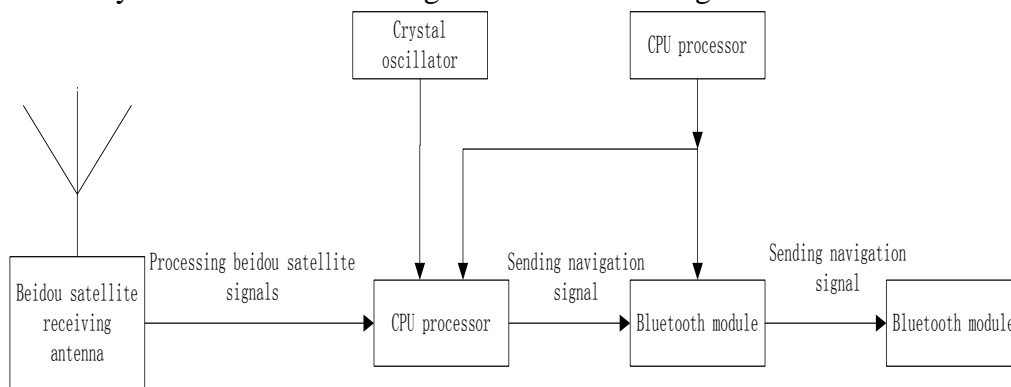 Crystal
oscillator
CPU processor
Processing beidou satellite
signals
Sending navigation
signal
Sending navigation
signal
Beidou satellite
receiving
antenna
CPU processor
Bluetooth module
Bluetooth module